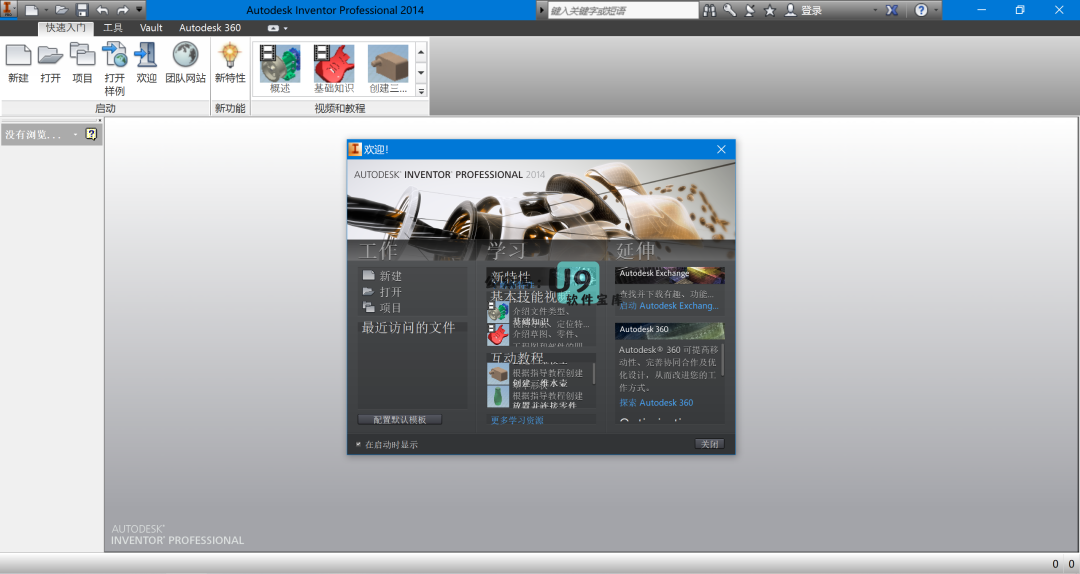 Autodesk Inventor Professional 2014
键入关键字或短语
登录
快速入门 工具 Vault Autodesk 360
新建 打开 项目 打开样例 欢迎 团队网站 新特性 概述 基础知识 创建三...
启动 新功能 视频和教程
没有浏览...
欢迎!
AUTODESK® INVENTOR® PROFESSIONAL 2014
工作
新建
打开
项目
最近访问的文件
配置默认模板
学习
新特性
基本技能视频
介绍文件类型、
基础知识
介绍草图、零件、
互动教程
根据指导教程创建
根据指导教程创建
放置并连接零件
更多学习资源
延伸
Autodesk Exchange
查找并下载有趣、功能...
启动 Autodesk Exchang...
Autodesk 360
Autodesk® 360 可提高移
动性、完善协同合作及优
化设计，从而改进您的工
作方式。
探索 Autodesk 360
U9
软件宝库
在启动时显示
关闭
AUTODESK®
INVENTOR® PROFESSIONAL
0 0